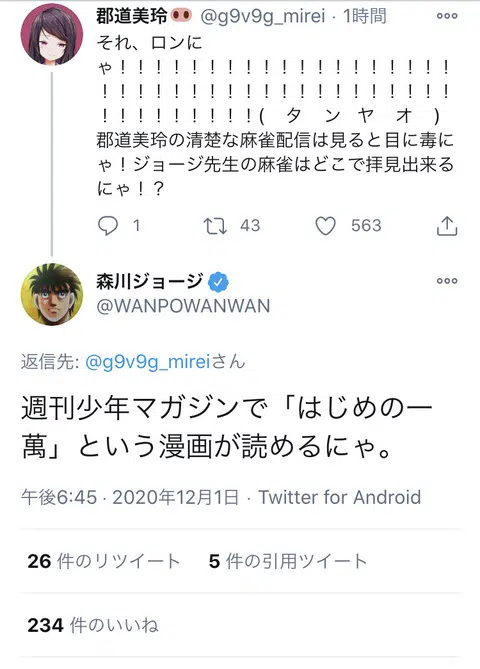 郡道美玲🐽 @g9v9g_mirei · 1時間
それ、ロンに
ゃ！！！！！！！！！！！！！！！！！！！
！！！！！！！！！！！！！！！！！！！！
！！！！！！！！！(　タ　ン　ヤ　オ　)
郡道美玲の清楚な麻雀配信は見ると目に毒に
ゃ！ジョージ先生の麻雀はどこで拝見出来る
にゃ！？
1 43 563
森川ジョージ
@WANPOWANWAN
返信先: @g9v9g_mireiさん
週刊少年マガジンで「はじめの一
萬」という漫画が読めるにゃ。
午後6:45 · 2020年12月1日 · Twitter for Android
26 件のリツイート 5 件の引用ツイート
234 件のいいね